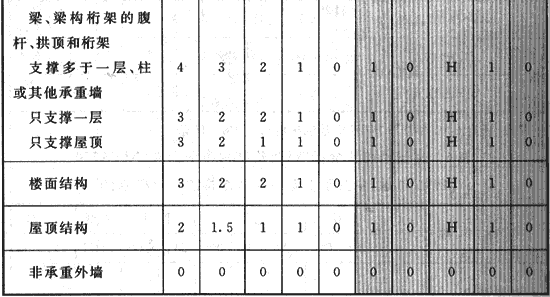 梁、梁构桁架的腹
杆、拱顶和桁架
支撑多于一层、柱 4 3 2 1 0 1 0 H 1 0
或其他承重墙
只支撑一层 3 2 2 1 0 1 0 H 1 0
只支撑屋顶 3 2 1 1 0 1 0 H 1 0
楼面结构 3 2 2 1 0 1 0 H 1 0
屋顶结构 2 1.5 1 1 0 1 0 H 1 0
非承重外墙 0 0 0 0 0 0 0 0 0 0